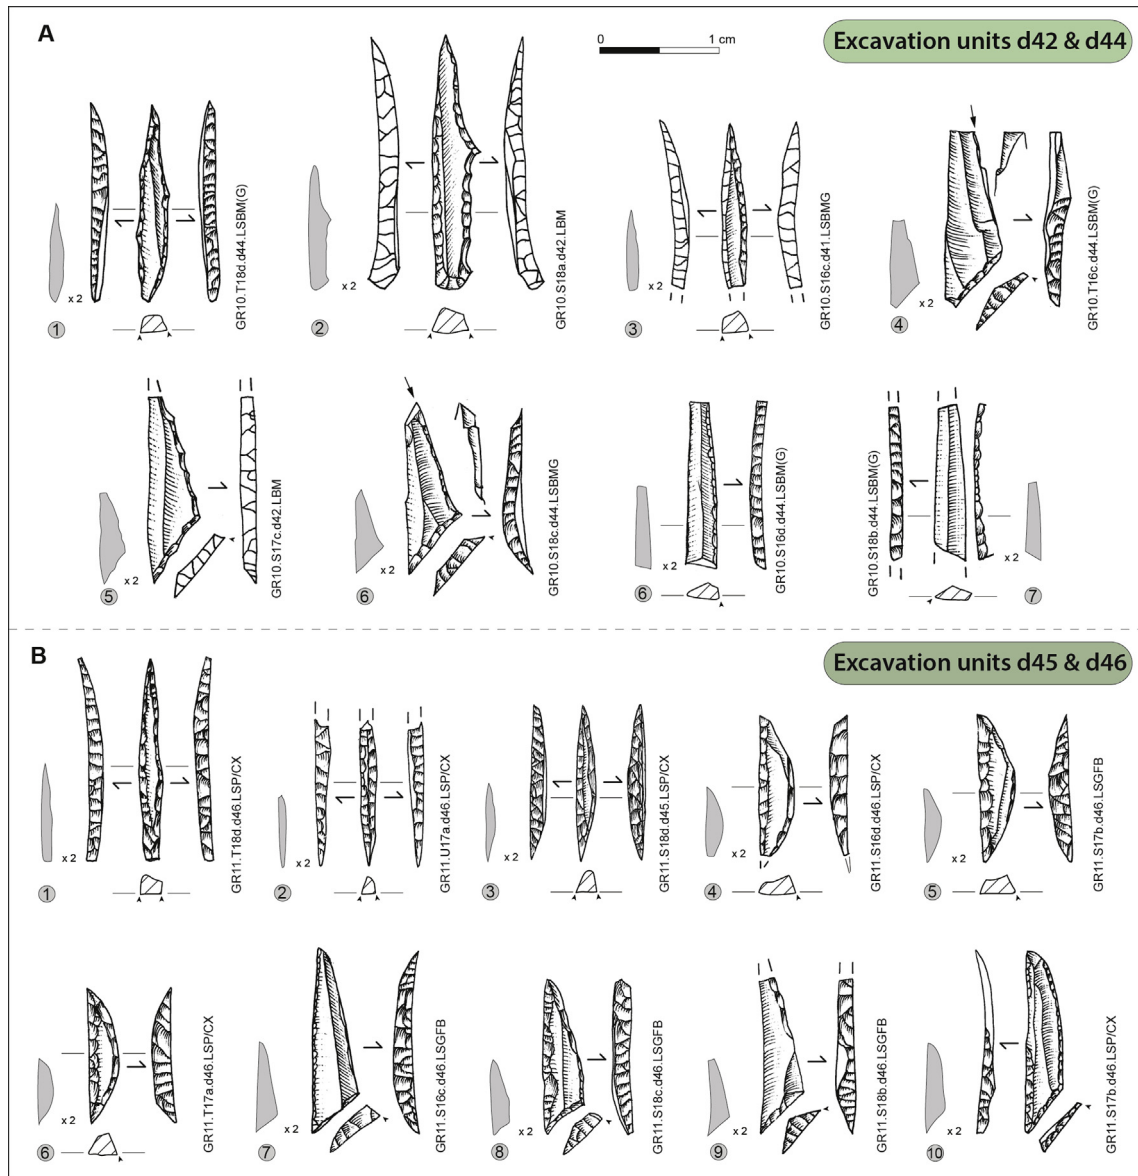 A
0 1 cm
Excavation units d42 & d44
x 2
1
GR10.T18d.d44.LSBM(G)
x 2
2
GR10.S18a.d42.LBM
x 2
3
GR10.S16c.d41.LSBMG
x 2
4
GR10.T16c.d44.LSBM(G)
x 2
5
GR10.S17c.d42.LBM
x 2
6
GR10.S18c.d44.LSBMG
x 2
6
GR10.S16d.d44.LSBM(G)
GR10.S18b.d44.LSBM(G)
x 2
7
B
Excavation units d45 & d46
x 2
1
GR11.T18d.d46.LSP/CX
x 2
2
GR11.U17a.d46.LSP/CX
x 2
3
GR11.S18d.d45.LSP/CX
x 2
4
GR11.S16d.d46.LSP/CX
x 2
5
GR11.S17b.d46.LSGFB
x 2
6
GR11.T17a.d46.LSP/CX
x 2
7
GR11.S16c.d46.LSGFB
x 2
8
GR11.S18c.d46.LSGFB
x 2
9
GR11.S18b.d46.LSGFB
x 2
10
GR11.S17b.d46.LSP/CX